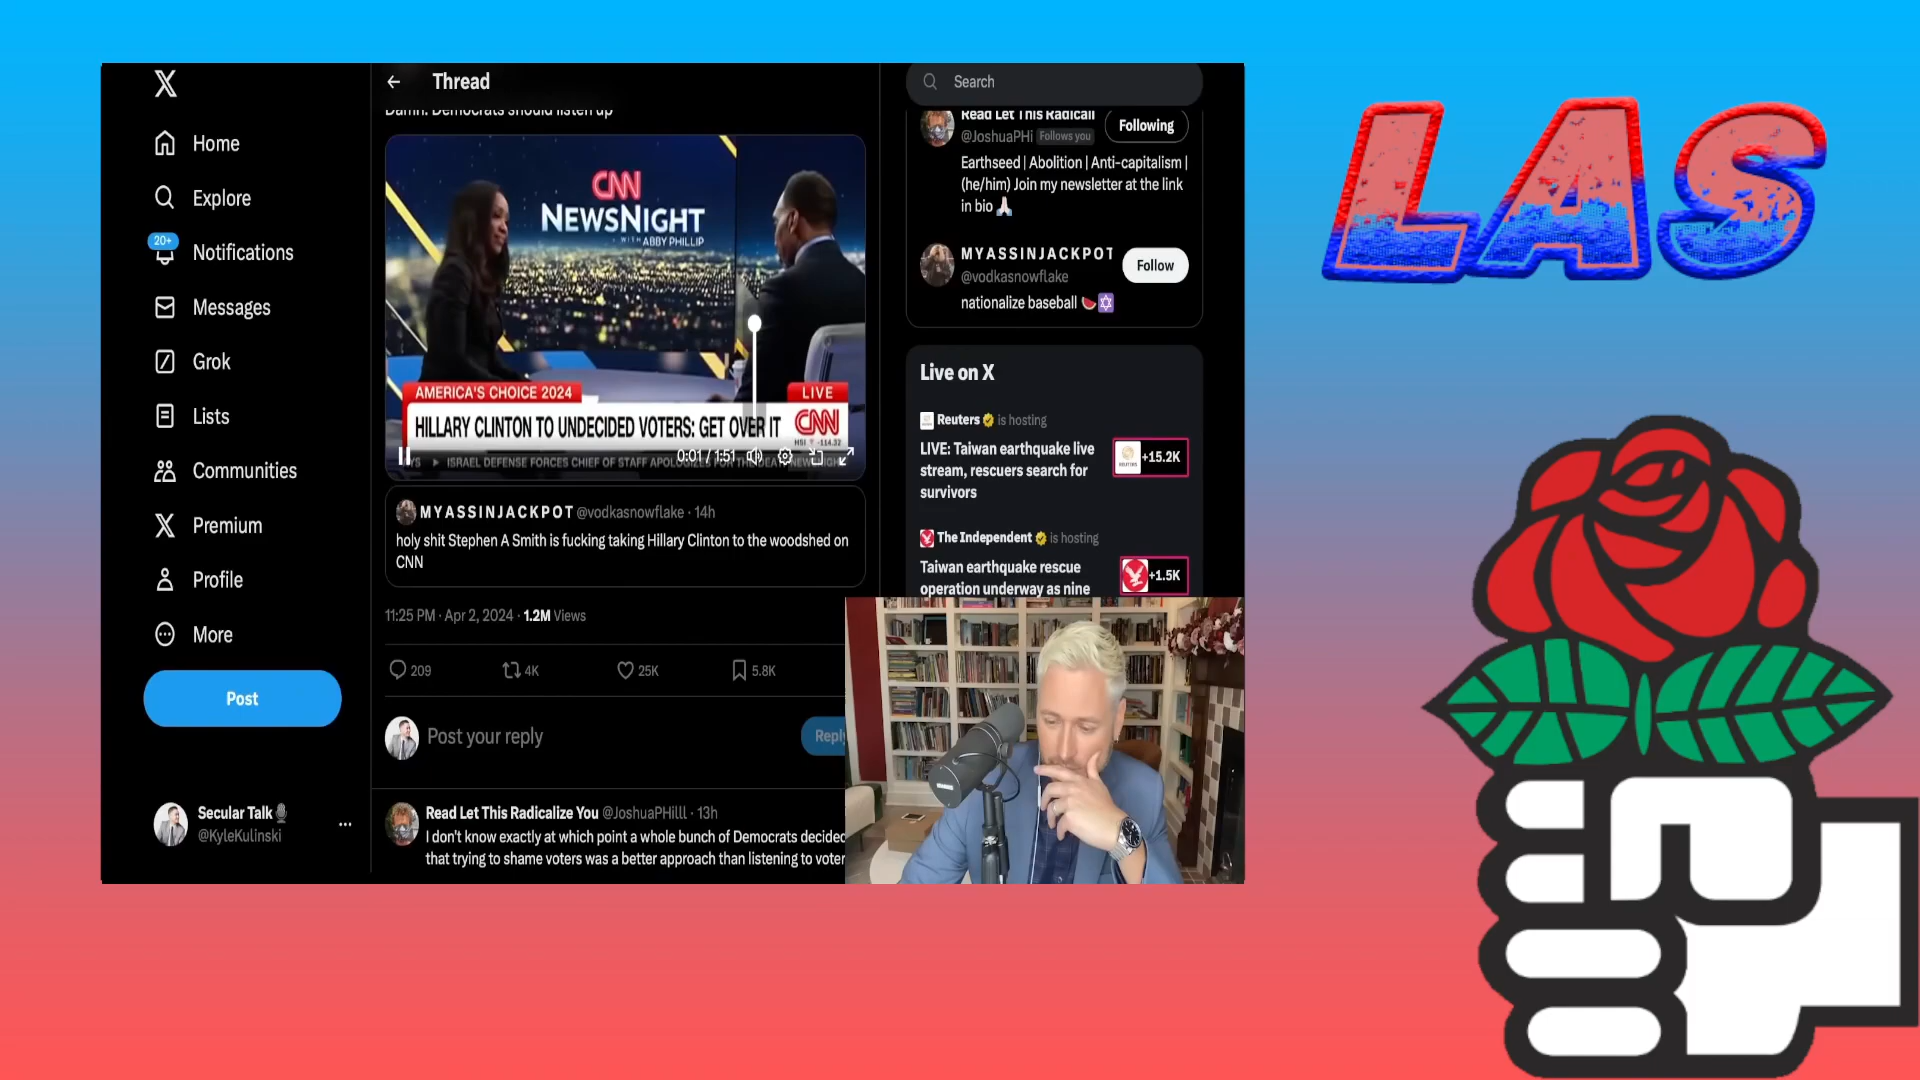 Thread
Search
Home
Explore
20+
Notifications
Messages
Grok
Lists
Communities
Premium
Profile
More
Post
Secular Talk
@KyleKulinski
Damn. Democrats should listen up
CNN
NEWSNIGHT
WITH ABBY PHILLIP
AMERICA'S CHOICE 2024
LIVE
HILLARY CLINTON TO UNDECIDED VOTERS: GET OVER IT
CNN
HSI -114.32
0:01 / 1:51
ISRAEL DEFENSE FORCES CHIEF OF STAFF APOLOGIZES FOR THE DEA
MYASSINJACKPOT @vodkasnowflake · 14h
holy shit Stephen A Smith is fucking taking Hillary Clinton to the woodshed on
CNN
11:25 PM · Apr 2, 2024 · 1.2M Views
209
4K
25K
5.8K
Post your reply
Reply
Read Let This Radicalize You @JoshuaPHilll · 13h
I don't know exactly at which point a whole bunch of Democrats decided
that trying to shame voters was a better approach than listening to voter
Read Let This Radicali
@JoshuaPHi Follows you
Following
Earthseed | Abolition | Anti-capitalism |
(he/him) Join my newsletter at the link
in bio
MYASSINJACKPOT
@vodkasnowflake
Follow
nationalize baseball
Live on X
Reuters is hosting
LIVE: Taiwan earthquake live
stream, rescuers search for
survivors
+15.2K
The Independent is hosting
Taiwan earthquake rescue
operation underway as nine
+1.5K
LAS